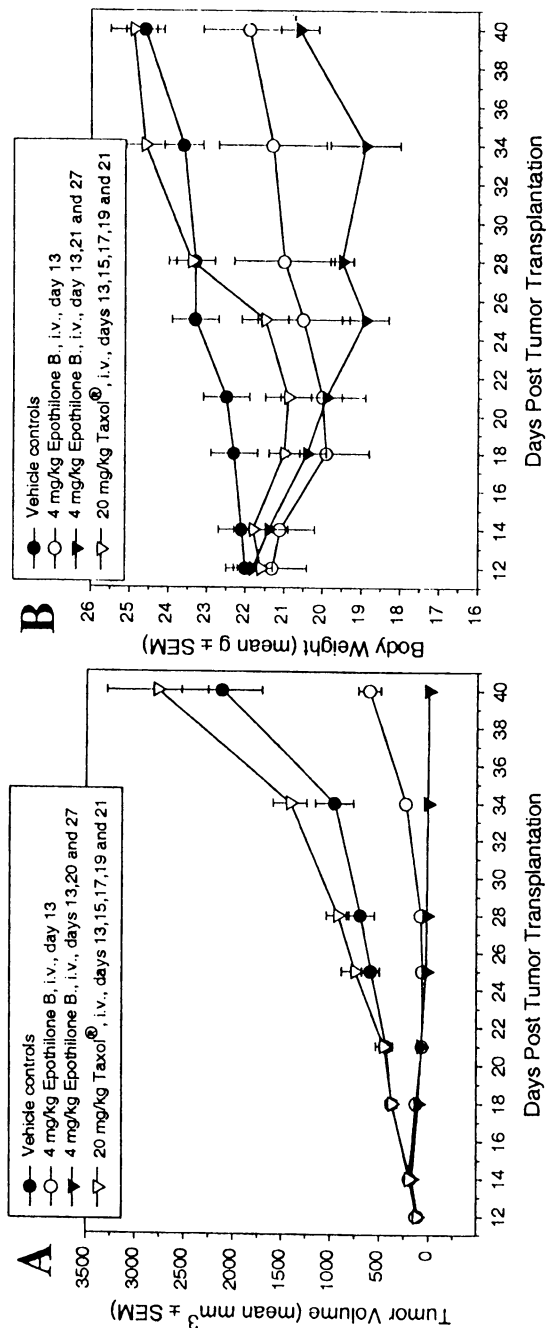 A
Vehicle controls
4 mg/kg Epothilone B, i.v., day 13
4 mg/kg Epothilone B., i.v., days 13,20 and 27
20 mg/kg Taxol®, i.v., days 13,15,17,19 and 21
Tumor Volume (mean mm3 ± SEM)
3500
3000
2500
2000
1500
1000
500
0
12 14 16 18 20 22 24 26 28 30 32 34 36 38 40
Days Post Tumor Transplantation
B
Vehicle controls
4 mg/kg Epothilone B., i.v., day 13
4 mg/kg Epothilone B., i.v., day 13,21 and 27
20 mg/kg Taxol®, i.v., days 13,15,17,19 and 21
Body Weight (mean g ± SEM)
26
25
24
23
22
21
20
19
18
17
16
12 14 16 18 20 22 24 26 28 30 32 34 36 38 40
Days Post Tumor Transplantation